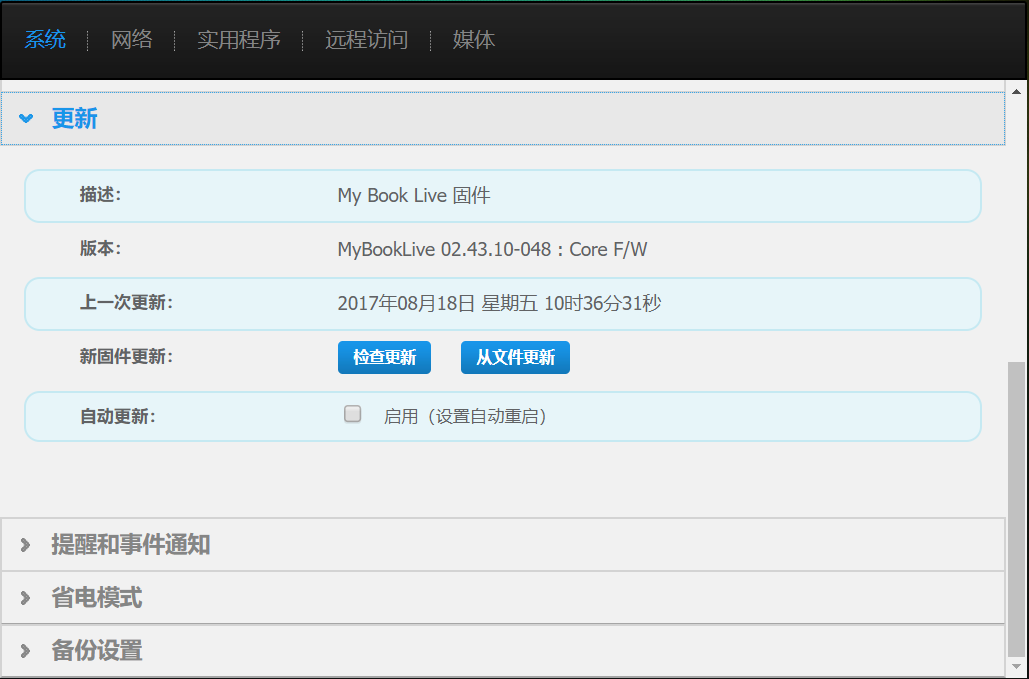 系统 网络 实用程序 远程访问 媒体
更新
描述: My Book Live 固件
版本: MyBookLive 02.43.10-048 : Core F/W
上一次更新: 2017年08月18日 星期五 10时36分31秒
新固件更新: 检查更新 从文件更新
自动更新: 启用（设置自动重启）
提醒和事件通知
省电模式
备份设置